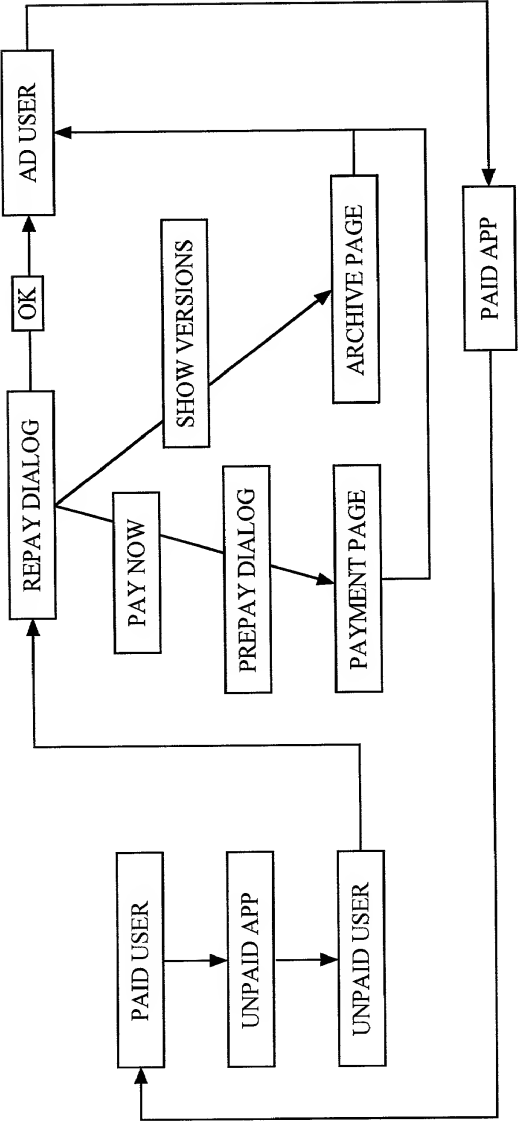 PAID USER
UNPAID APP
UNPAID USER
REPAY DIALOG
PAY NOW
PREPAY DIALOG
PAYMENT PAGE
SHOW VERSIONS
ARCHIVE PAGE
OK
AD USER
PAID APP